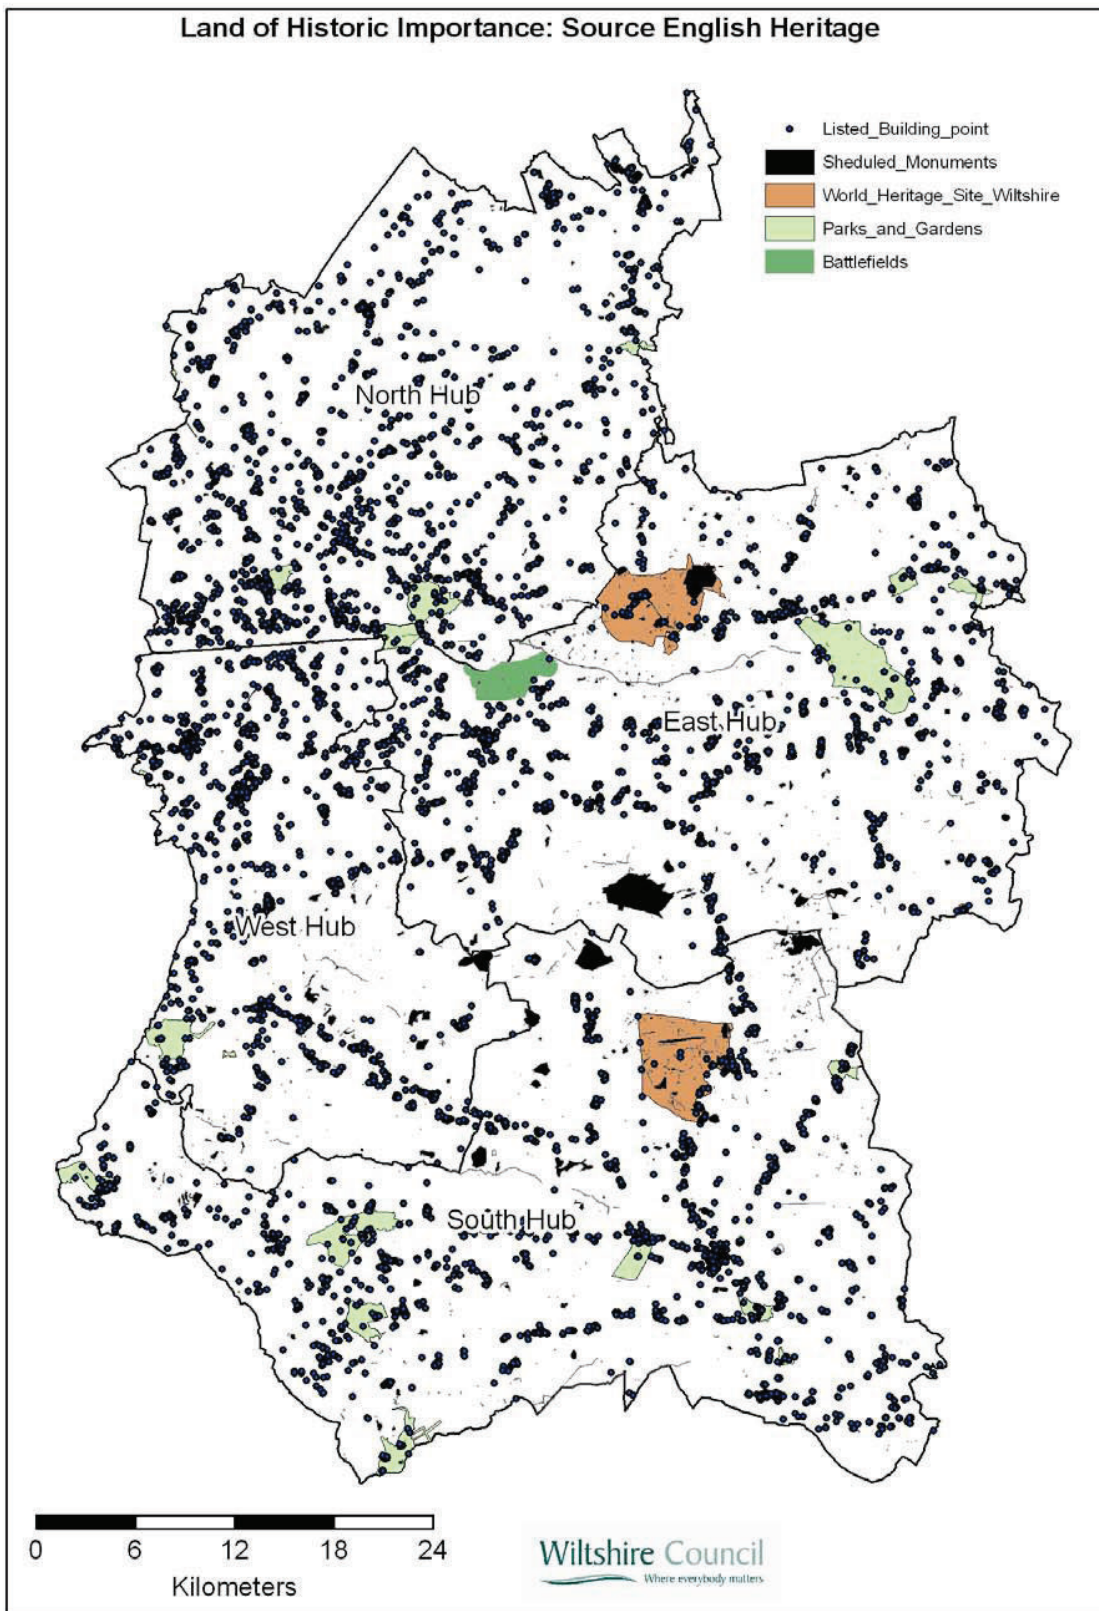 Land of Historic Importance: Source English Heritage
Listed_Building_point
Sheduled_Monuments
World_Heritage_Site_Wiltshire
Parks_and_Gardens
Battlefields
North Hub
East Hub
West Hub
South Hub
0 6 12 18 24
Kilometers
Wiltshire Council
Where everybody matters